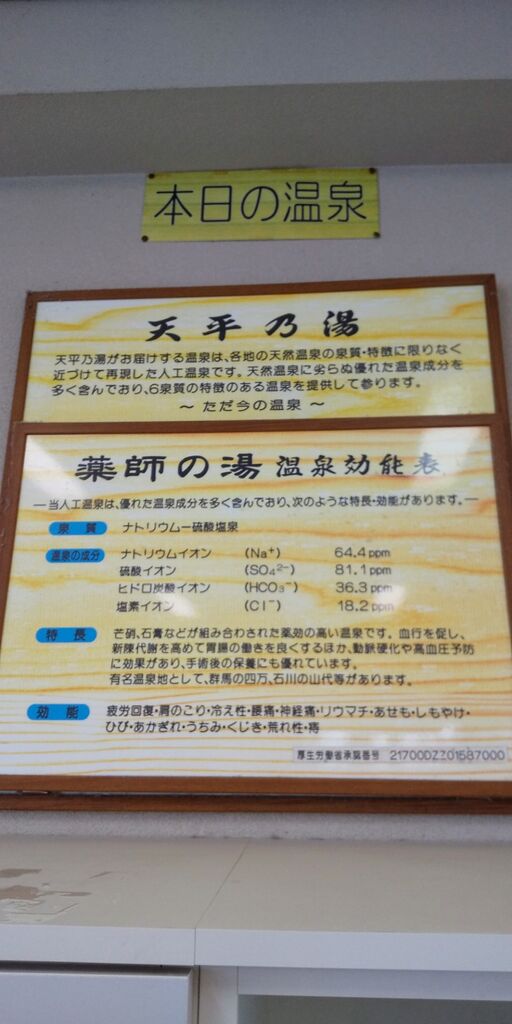 本日の温泉
天平乃湯
天平乃湯がお届けする温泉は、各地の天然温泉の泉質・特徴に限りなく
近づけて再現した人工温泉です。天然温泉に劣らぬ優れた温泉成分を
多く含んでおり、6泉質の特徴のある温泉を提供して参ります。
～ ただ今の温泉 ～
薬師の湯 温泉効能表
―当人工温泉は、優れた温泉成分を多く含んでおり、次のような特長・効能があります。―
泉質 ナトリウム－硫酸塩泉
温泉の成分 ナトリウムイオン (Na⁺) 64.4ppm
硫酸イオン (SO₄²⁻) 81.1ppm
ヒドロ炭酸イオン (HCO₃⁻) 36.3ppm
塩素イオン (Cl⁻) 18.2ppm
特長 芒硝、石膏などが組み合わされた薬効の高い温泉です。血行を促し、
新陳代謝を高めて胃腸の働きを良くするほか、動脈硬化や高血圧予防
に効果があり、手術後の保養にも優れています。
有名温泉地として、群馬の四万、石川の山代等があります。
効能 疲労回復・肩のこり・冷え性・腰痛・神経痛・リウマチ・あせも・しもやけ・
ひび・あかぎれ・うちみ・くじき・荒れ性・痔
厚生労働省承認番号 21700DZZ01587000